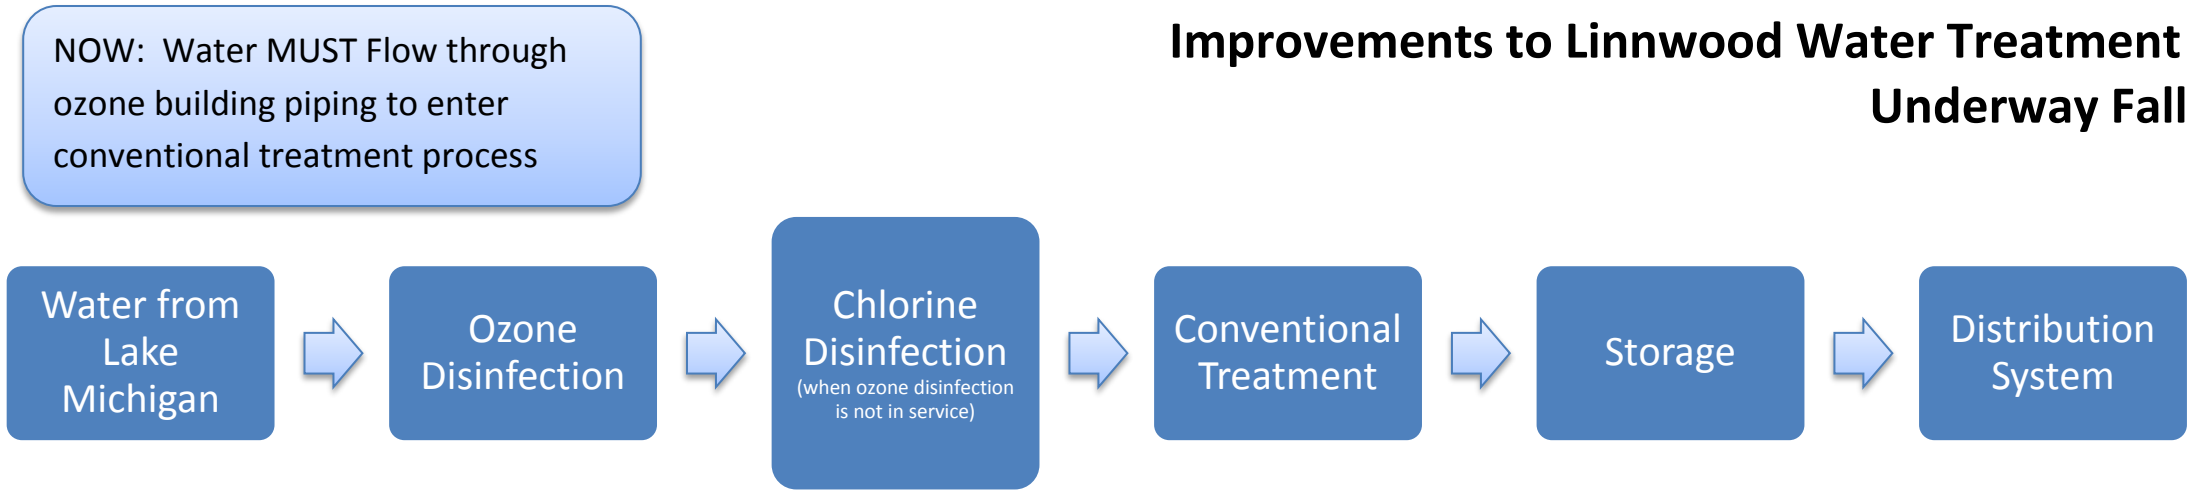 NOW: Water MUST Flow through
ozone building piping to enter
conventional treatment process
Improvements to Linnwood Water Treatment
Underway Fall
Water from
Lake
Michigan
Ozone
Disinfection
Chlorine
Disinfection
(when ozone disinfection
is not in service)
Conventional
Treatment
Storage
Distribution
System